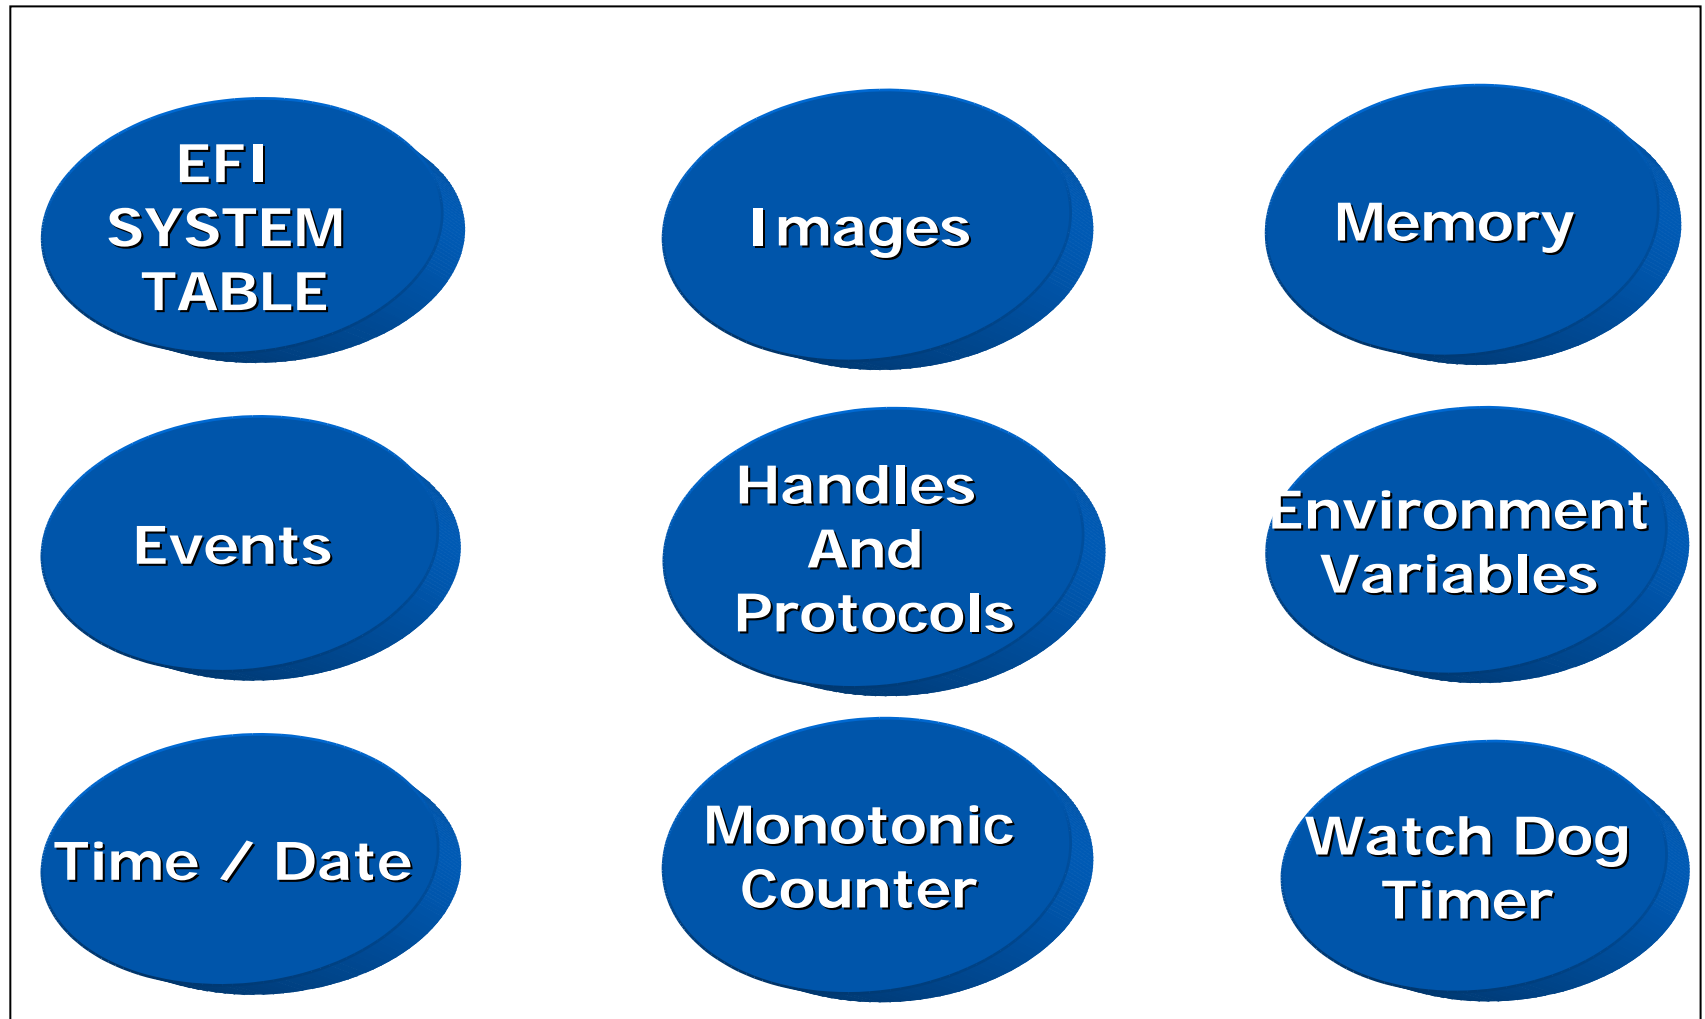 EFI
SYSTEM
TABLE
Images
Memory
Events
Handles
And
Protocols
Environment
Variables
Time / Date
Monotonic
Counter
Watch Dog
Timer